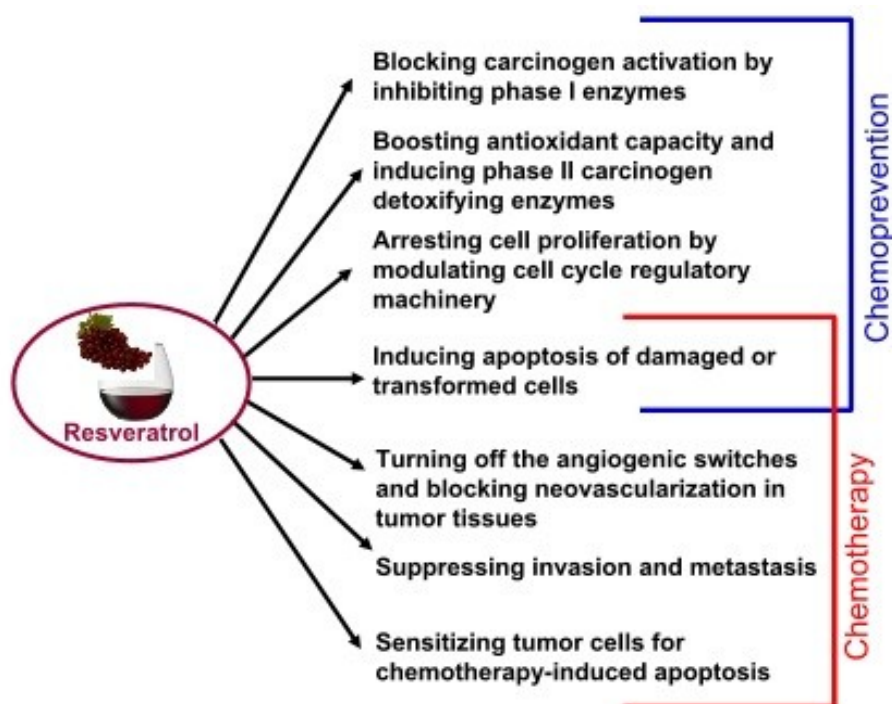 Blocking carcinogen activation by
inhibiting phase I enzymes
Boosting antioxidant capacity and
inducing phase II carcinogen
detoxifying enzymes
Arresting cell proliferation by
modulating cell cycle regulatory
machinery
Inducing apoptosis of damaged or
transformed cells
Turning off the angiogenic switches
and blocking neovascularization in
tumor tissues
Suppressing invasion and metastasis
Sensitizing tumor cells for
chemotherapy-induced apoptosis
Resveratrol
Chemoprevention
Chemotherapy